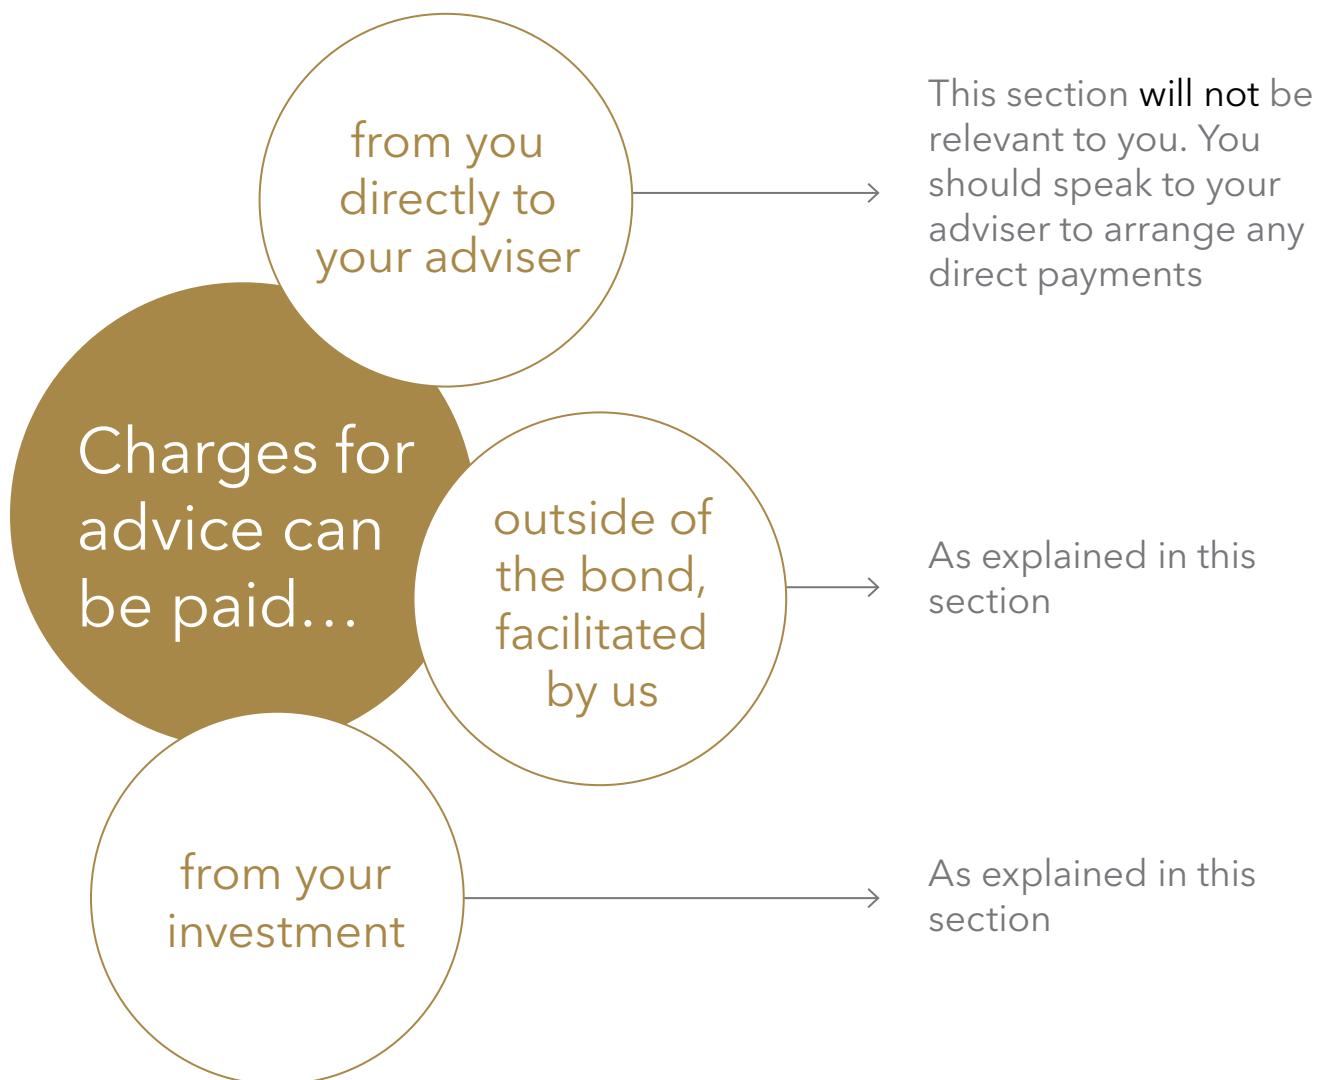 Charges for
advice can
be paid…
from you
directly to
your adviser
This section will not be
relevant to you. You
should speak to your
adviser to arrange any
direct payments
outside of
the bond,
facilitated
by us
As explained in this
section
from your
investment
As explained in this
section